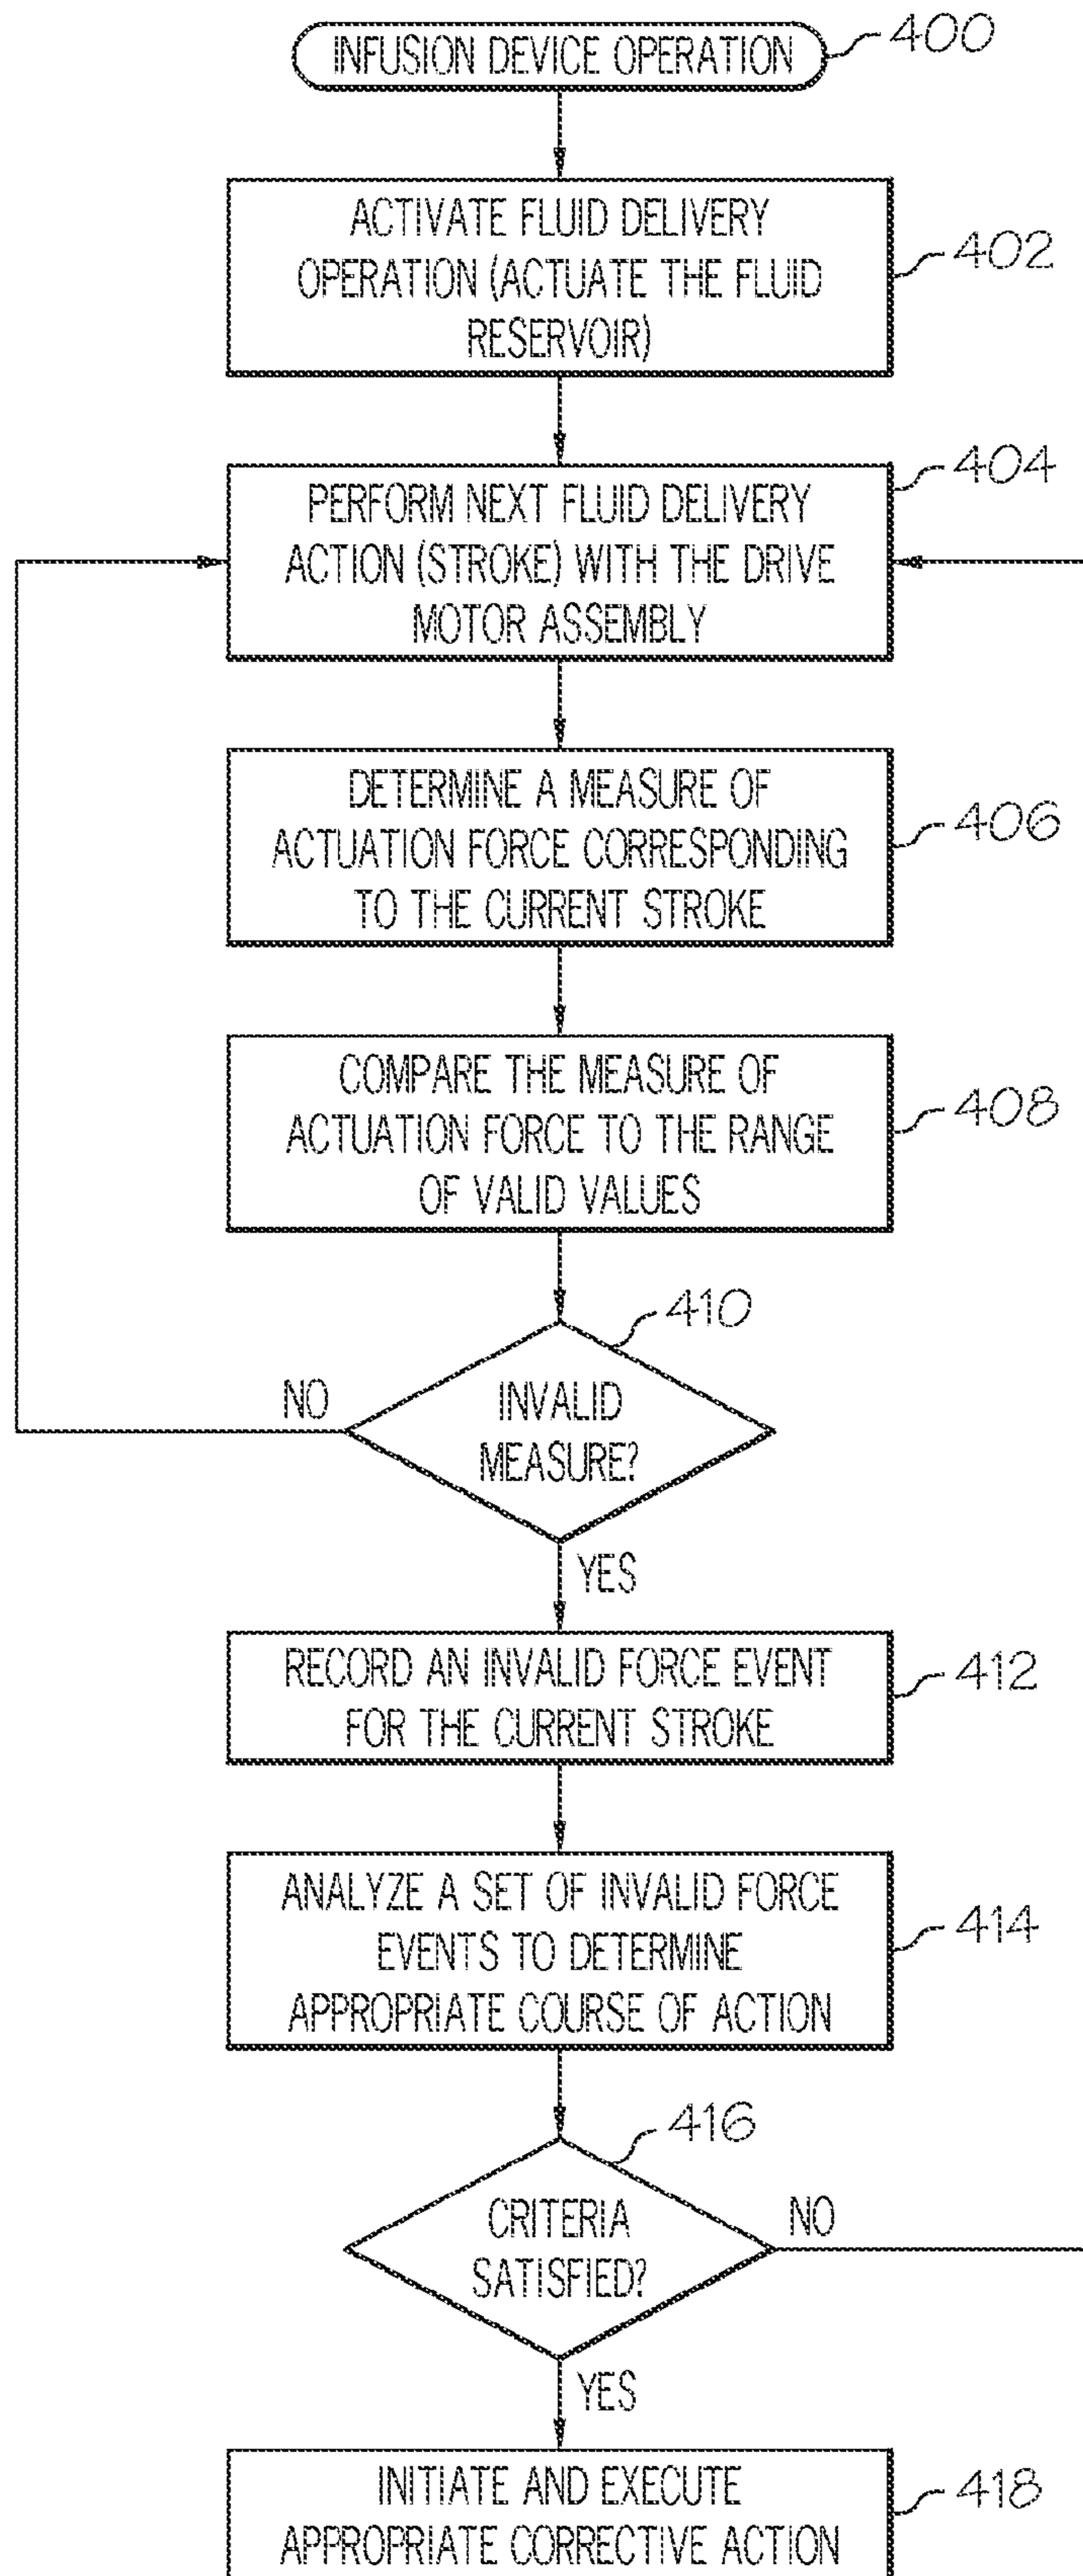 INFUSION DEVICE OPERATION
400
ACTIVATE FLUID DELIVERY
OPERATION (ACTUATE THE FLUID
RESERVOIR)
402
PERFORM NEXT FLUID DELIVERY
ACTION (STROKE) WITH THE DRIVE
MOTOR ASSEMBLY
404
DETERMINE A MEASURE OF
ACTUATION FORCE CORRESPONDING
TO THE CURRENT STROKE
406
COMPARE THE MEASURE OF
ACTUATION FORCE TO THE RANGE
OF VALID VALUES
408
410
INVALID
MEASURE?
NO
YES
RECORD AN INVALID FORCE EVENT
FOR THE CURRENT STROKE
412
ANALYZE A SET OF INVALID FORCE
EVENTS TO DETERMINE
APPROPRIATE COURSE OF ACTION
414
416
CRITERIA
SATISFIED?
NO
YES
INITIATE AND EXECUTE
APPROPRIATE CORRECTIVE ACTION
418